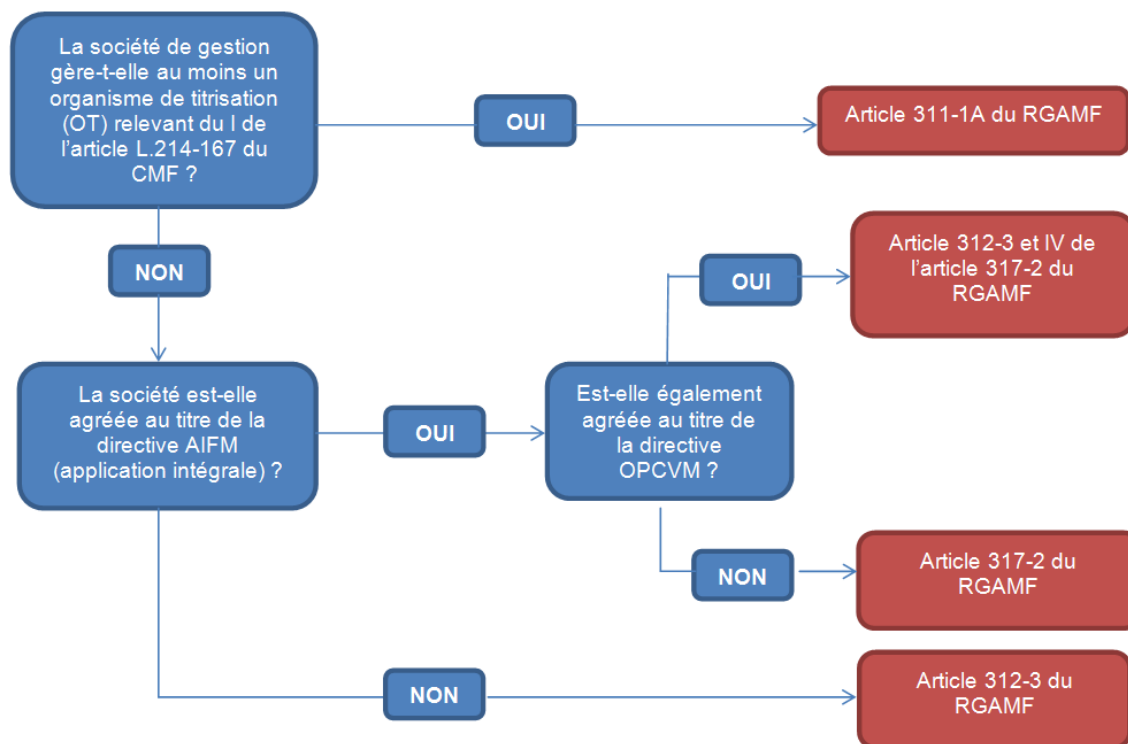 La société de gestion
gère-t-elle au moins un
organisme de titrisation
(OT) relevant du I de
l'article L.214-167 du
CMF ?
OUI
Article 311-1A du RGAMF
NON
Article 312-3 et IV de
l'article 317-2 du
RGAMF
OUI
La société est-elle
agréée au titre de la
directive AIFM
(application intégrale) ?
OUI
Est-elle également
agréée au titre de
la directive
OPCVM ?
NON
Article 317-2 du
RGAMF
NON
Article 312-3 du
RGAMF